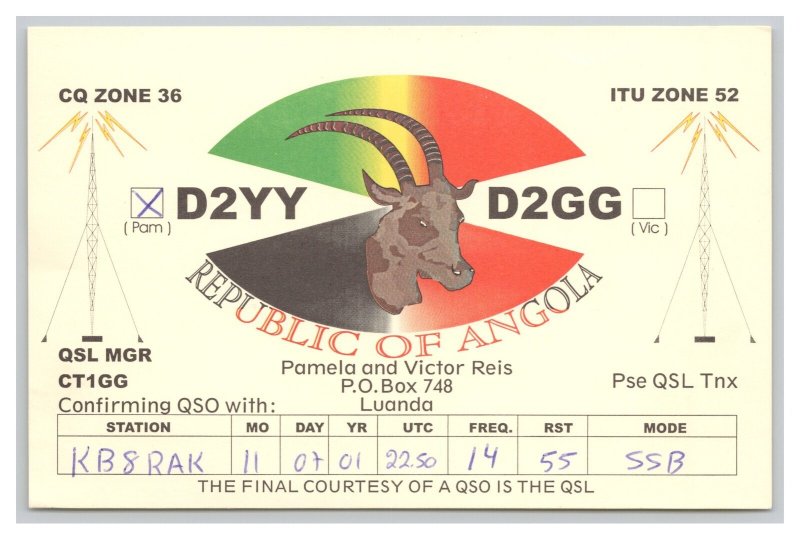 CQ ZONE 36
ITU ZONE 52
D2YY
D2GG
(Pam)
(Vic)
REPUBLIC OF ANGOLA
QSL MGR
CT1GG
Pamela and Victor Reis
P.O.Box 748
Luanda
Pse QSL Tnx
Confirming QSO with:
STATION MO DAY YR UTC FREQ. RST MODE
KB8RAK 11 07 01 22.50 14 55 SSB
THE FINAL COURTESY OF A QSO IS THE QSL